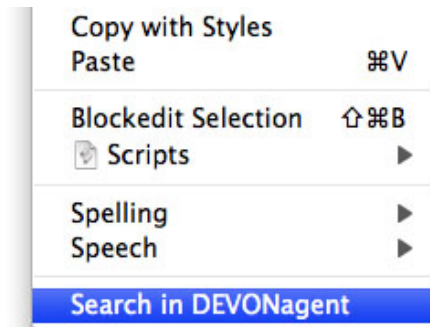 Copy with Styles
Paste ⌘V
Blockedit Selection ⇧⌘B
Scripts
Spelling
Speech
Search in DEVONagent